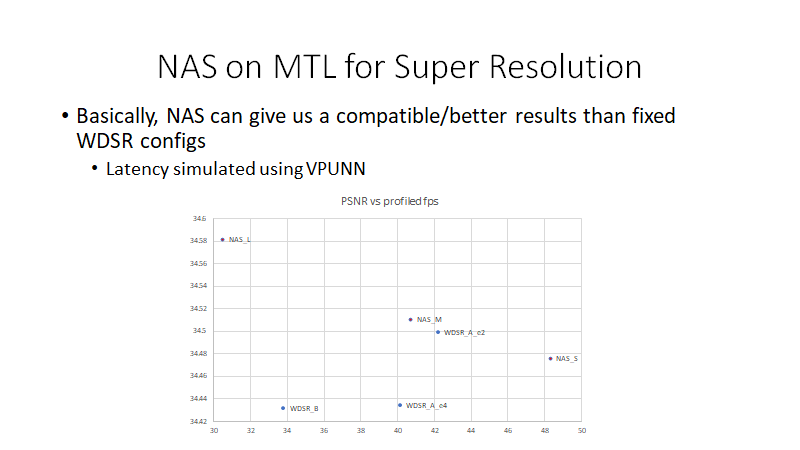 NAS on MTL for Super Resolution
• Basically, NAS can give us a compatible/better results than fixed
WDSR configs
• Latency simulated using VPUNN
PSNR vs profiled fps
34.6
34.58
34.56
34.54
34.52
34.5
34.48
34.46
34.44
34.42
NAS_L
NAS_M
WDSR_A_e2
NAS_S
WDSR_B
WDSR_A_e4
30 32 34 36 38 40 42 44 46 48 50